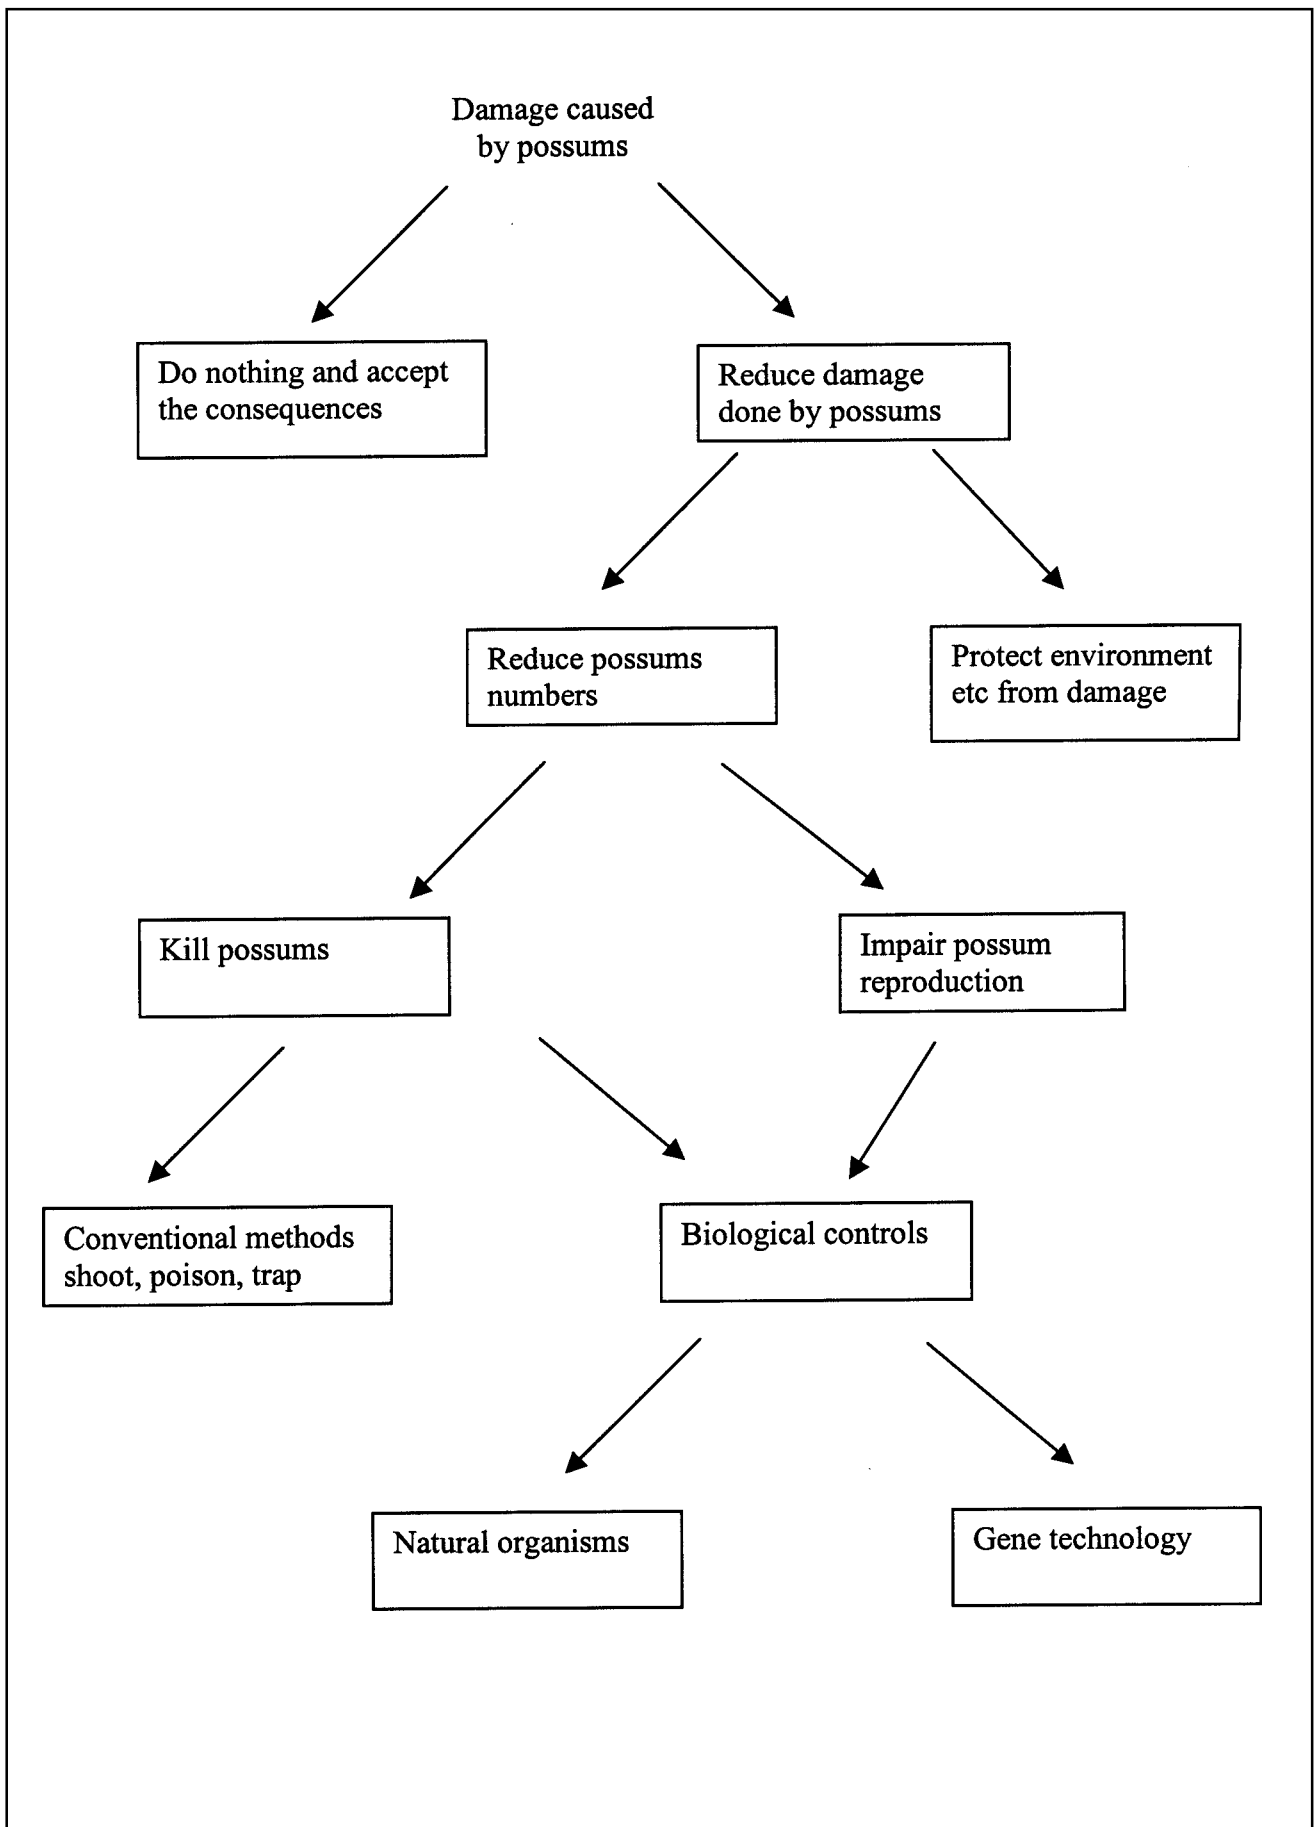 Damage caused
by possums
Do nothing and accept
the consequences
Reduce damage
done by possums
Reduce possums
numbers
Protect environment
etc from damage
Kill possums
Impair possum
reproduction
Conventional methods
shoot, poison, trap
Biological controls
Natural organisms
Gene technology